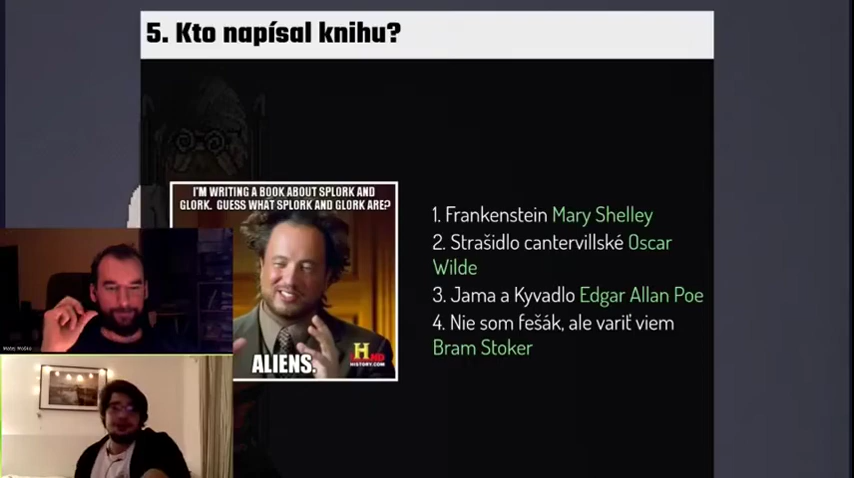 5. Kto napísal knihu?
I'M WRITING A BOOK ABOUT SPLORK AND
GLORK. GUESS WHAT SPLORK AND GLORK ARE?
ALIENS.
H HD
HISTORY.COM
1. Frankenstein Mary Shelley
2. Strašidlo cantervillské Oscar
Wilde
3. Jama a Kyvadlo Edgar Allan Poe
4. Nie som fešák, ale variť viem
Bram Stoker